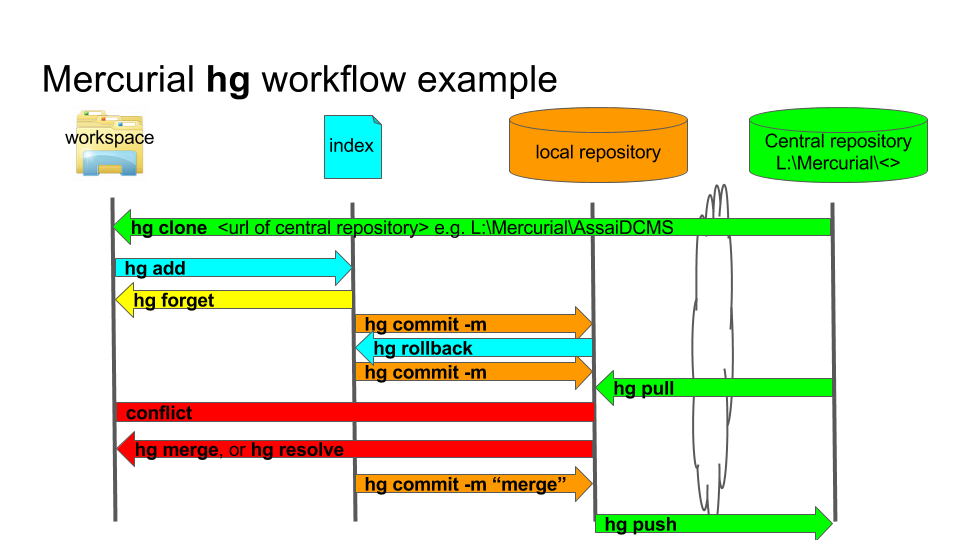 Mercurial hg workflow example
workspace
index
local repository
Central repository
L:\Mercurial\<>
hg clone <url of central repository> e.g. L:\Mercurial\AssaiDCMS
hg add
hg forget
hg commit -m
hg rollback
hg commit -m
hg pull
conflict
hg merge, or hg resolve
hg commit -m “merge”
hg push